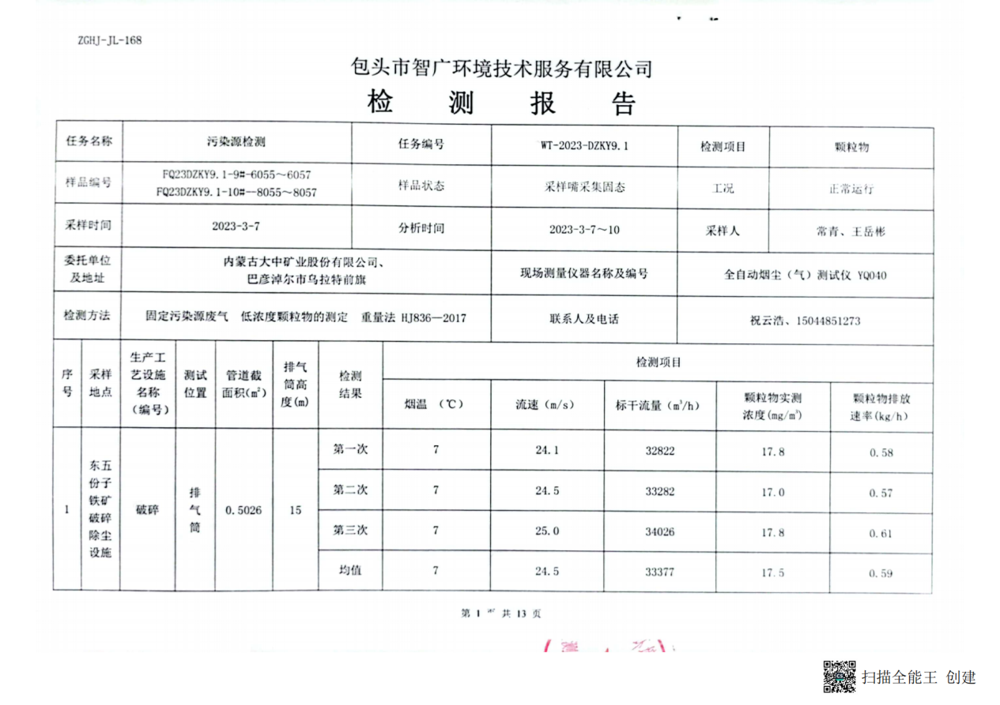 ZGHJ-JL-168
包头市智广环境技术服务有限公司
检 测 报 告
任务名称 污染源检测 任务编号 WT-2023-DZKY9.1 检测项目 颗粒物
样品编号 FQ23DZKY9.1-9#-6055～6057
FQ23DZKY9.1-10#--8055～8057 样品状态 采样嘴采集固态 工况 正常运行
采样时间 2023-3-7 分析时间 2023-3-7～10 采样人 常青、王岳彬
委托单位
及地址
内蒙古大中矿业股份有限公司、
巴彦淖尔市乌拉特前旗
现场测量仪器名称及编号 全自动烟尘（气）测试仪 YQ040
检测方法 固定污染源废气 低浓度颗粒物的测定 重量法 HJ836—2017 联系人及电话 祝云浩、15044851273
序
号
采样
地点
生产工
艺设施
名称
（编号）
测试
位置
管道截
面积(㎡)
排气
筒高
度(m)
检测
结果
检测项目
烟温 （℃） 流速（m/s） 标干流量（m³/h）
颗粒物实测
浓度(mg/m³)
颗粒物排放
速率(kg/h)
1
东五
份子
铁矿
破碎
除尘
设施
破碎
排
气
筒
0.5026
15
第一次 7 24.1 32822 17.8 0.58
第二次 7 24.5 33282 17.0 0.57
第三次 7 25.0 34026 17.8 0.61
均值 7 24.5 33377 17.5 0.59
第 1 共 13 页
扫描全能王 创建